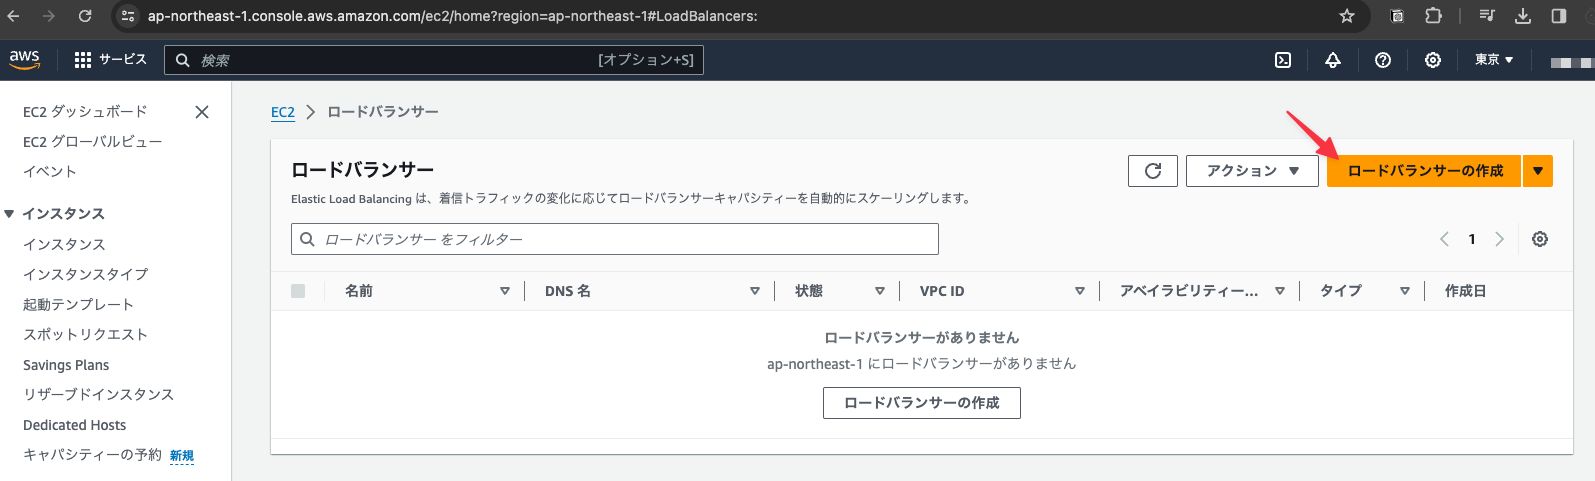 ap-northeast-1.console.aws.amazon.com/ec2/home?region=ap-northeast-1#LoadBalancers:
aws サービス 検索 [オプション+S] 東京
EC2 ダッシュボード
EC2 グローバルビュー
イベント
インスタンス
インスタンス
インスタンスタイプ
起動テンプレート
スポットリクエスト
Savings Plans
リザーブドインスタンス
Dedicated Hosts
キャパシティーの予約 新規
EC2 ロードバランサー
ロードバランサー
アクション ロードバランサーの作成
Elastic Load Balancing は、着信トラフィックの変化に応じてロードバランサーキャパシティーを自動的にスケーリングします。
ロードバランサー をフィルター
1
名前 DNS 名 状態 VPC ID アベイラビリティー... タイプ 作成日
ロードバランサーがありません
ap-northeast-1 にロードバランサーがありません
ロードバランサーの作成